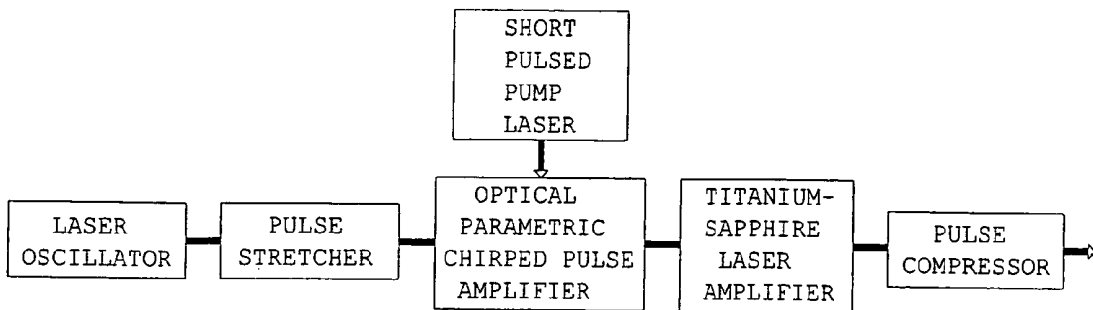 SHORT
PULSED
PUMP
LASER
LASER
OSCILLATOR
PULSE
STRETCHER
OPTICAL
PARAMETRIC
CHIRPED PULSE
AMPLIFIER
TITANIUM-
SAPPHIRE
LASER
AMPLIFIER
PULSE
COMPRESSOR